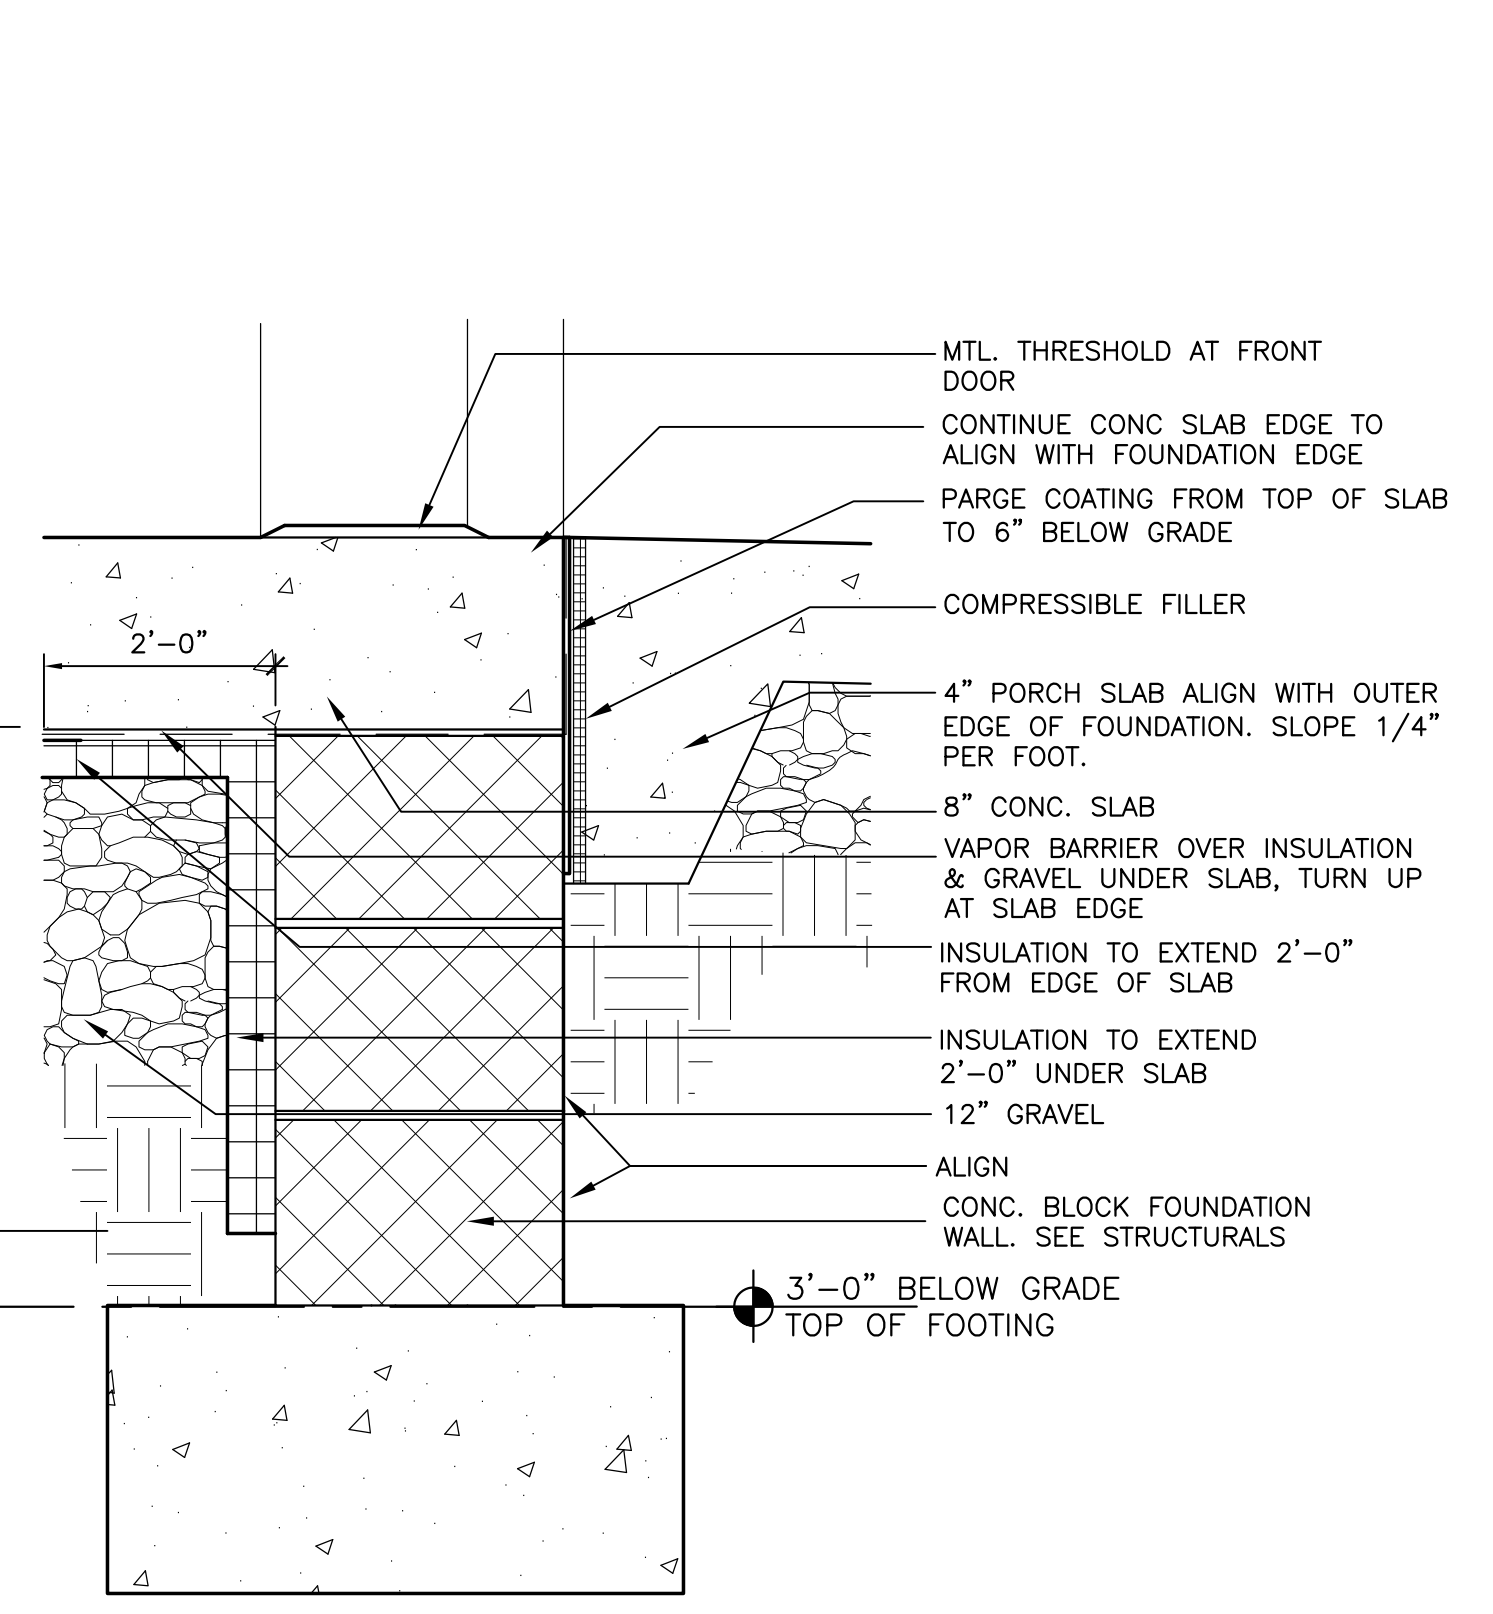 MTL. THRESHOLD AT FRONT
DOOR
CONTINUE CONC SLAB EDGE TO
ALIGN WITH FOUNDATION EDGE
PARGE COATING FROM TOP OF SLAB
TO 6” BELOW GRADE
COMPRESSIBLE FILLER
2’-0”
4” PORCH SLAB ALIGN WITH OUTER
EDGE OF FOUNDATION. SLOPE 1/4”
PER FOOT.
8” CONC. SLAB
VAPOR BARRIER OVER INSULATION
& GRAVEL UNDER SLAB, TURN UP
AT SLAB EDGE
INSULATION TO EXTEND 2’-0”
FROM EDGE OF SLAB
INSULATION TO EXTEND
2’-0” UNDER SLAB
12” GRAVEL
ALIGN
CONC. BLOCK FOUNDATION
WALL. SEE STRUCTURALS
3’-0” BELOW GRADE
TOP OF FOOTING